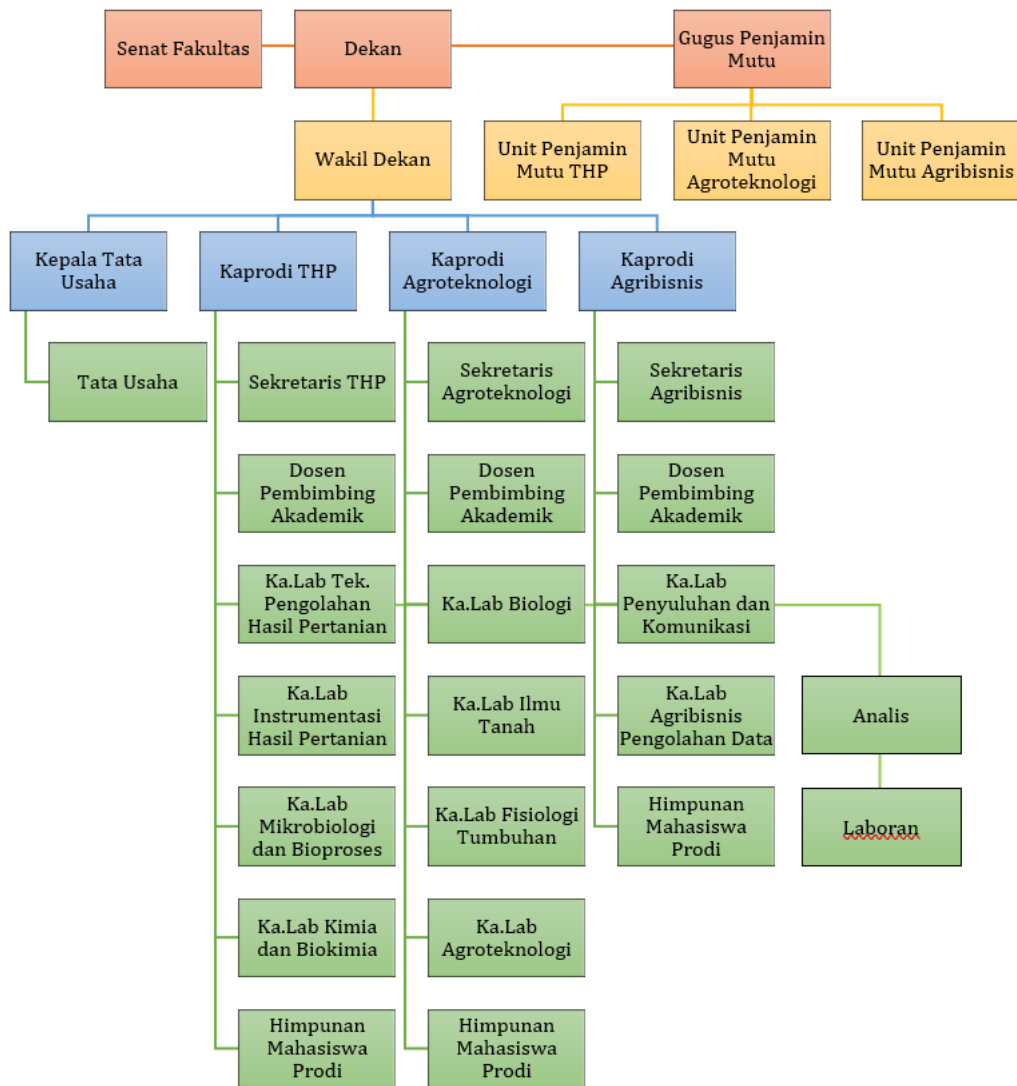 Senat Fakultas
Dekan
Gugus Penjamin
Mutu
Wakil Dekan
Unit Penjamin
Mutu THP
Unit Penjamin
Mutu
Agroteknologi
Unit Penjamin
Mutu Agribisnis
Kepala Tata
Usaha
Kaprodi THP
Kaprodi
Agroteknologi
Kaprodi
Agribisnis
Tata Usaha
Sekretaris THP
Sekretaris
Agroteknologi
Sekretaris
Agribisnis
Dosen
Pembimbing
Akademik
Dosen
Pembimbing
Akademik
Dosen
Pembimbing
Akademik
Ka.Lab Tek.
Pengolahan
Hasil Pertanian
Ka.Lab Biologi
Ka.Lab
Penyuluhan dan
Komunikasi
Ka.Lab
Instrumentasi
Hasil Pertanian
Ka.Lab Ilmu
Tanah
Ka.Lab
Agribisnis
Pengolahan Data
Analis
Ka.Lab
Mikrobiologi
dan Bioproses
Ka.Lab Fisiologi
Tumbuhan
Himpunan
Mahasiswa
Prodi
Laboran
Ka.Lab Kimia
dan Biokimia
Ka.Lab
Agroteknologi
Himpunan
Mahasiswa
Prodi
Himpunan
Mahasiswa
Prodi